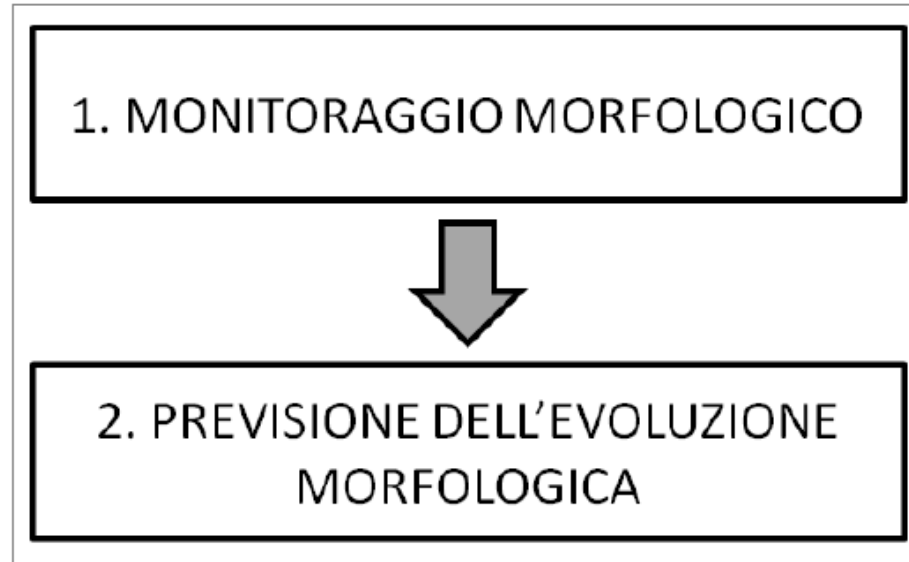 1. MONITORAGGIO MORFOLOGICO
2. PREVISIONE DELL’EVOLUZIONE
MORFOLOGICA